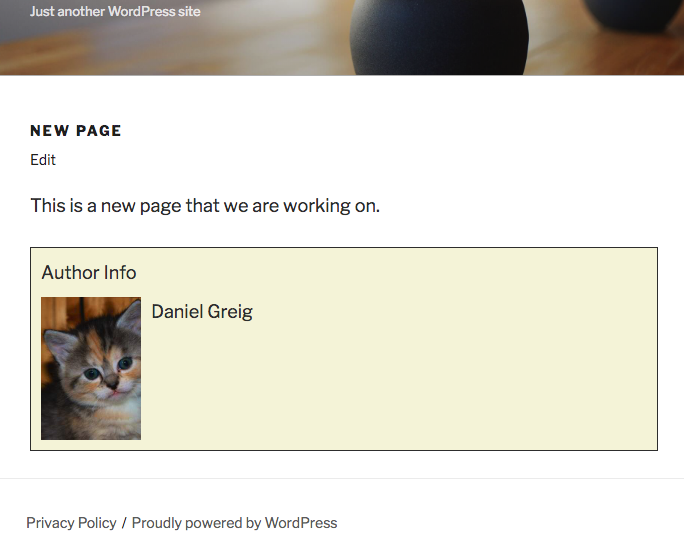 Just another WordPress site
NEW PAGE
Edit
This is a new page that we are working on.
Author Info
Daniel Greig
Privacy Policy / Proudly powered by WordPress